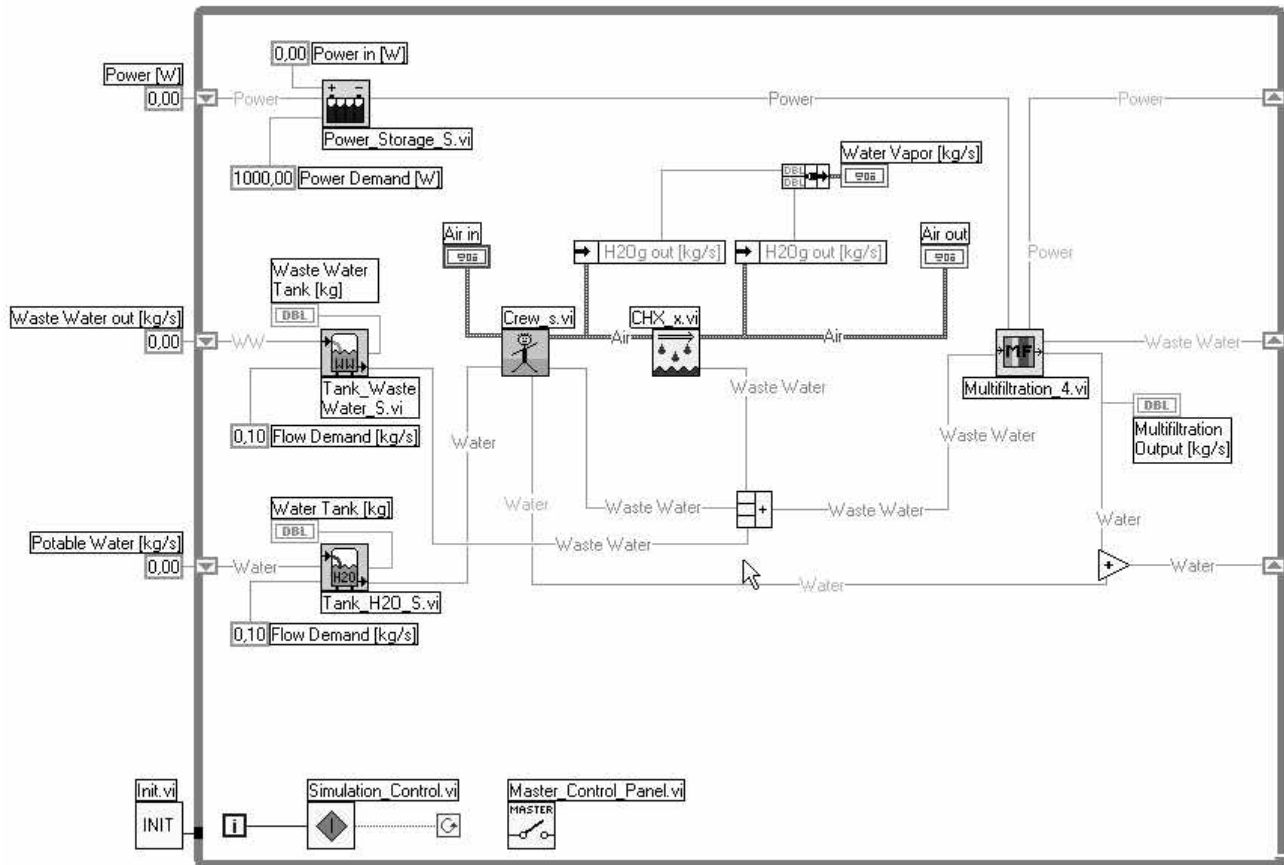 0,00 Power in [W]
Power [W]
0,00
Power
Power
Power
+ −
Power_Storage_S.vi
1000,00 Power Demand [W]
Water Vapor [kg/s]
DBL
DBL
Air in
H2Og out [kg/s]
H2Og out [kg/s]
Air out
Waste Water
Tank [kg]
DBL
Waste Water out [kg/s]
0,00
WW
WW
Tank_Waste
Water_S.vi
0,10 Flow Demand [kg/s]
Crew_s.vi
Air
CHX_x.vi
Air
Power
MF
Multifiltration_4.vi
Waste Water
DBL
Multifiltration
Output [kg/s]
Waste Water
Water
Waste Water
Water Tank [kg]
DBL
Water
Waste Water
+
Waste Water
Water
Waste Water
Potable Water [kg/s]
0,00
Water
H2O
Tank_H2O_S.vi
0,10 Flow Demand [kg/s]
Water
+
Water
Init.vi
INIT
i
Simulation_Control.vi
I
Master_Control_Panel.vi
MASTER